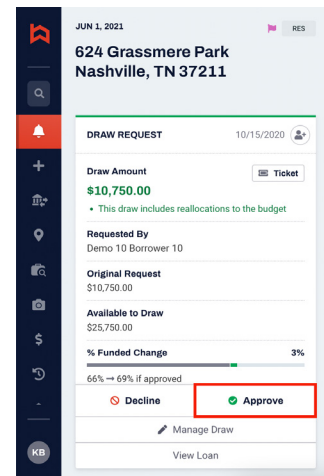 JUN 1, 2021
RES
624 Grassmere Park
Nashville, TN 37211
DRAW REQUEST
10/15/2020
Draw Amount
Ticket
$10,750.00
• This draw includes reallocations to the budget
Requested By
Demo 10 Borrower 10
Original Request
$10,750.00
Available to Draw
$25,750.00
% Funded Change
3%
66% → 69% if approved
Decline
Approve
Manage Draw
View Loan
KB